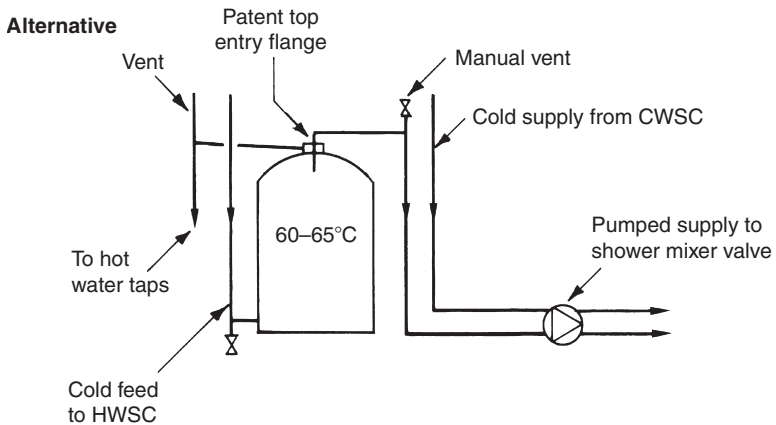 Alternative
Patent top
entry flange
Vent
Manual vent
Cold supply from CWSC
60–65°C
Pumped supply to
shower mixer valve
To hot
water taps
Cold feed
to HWSC